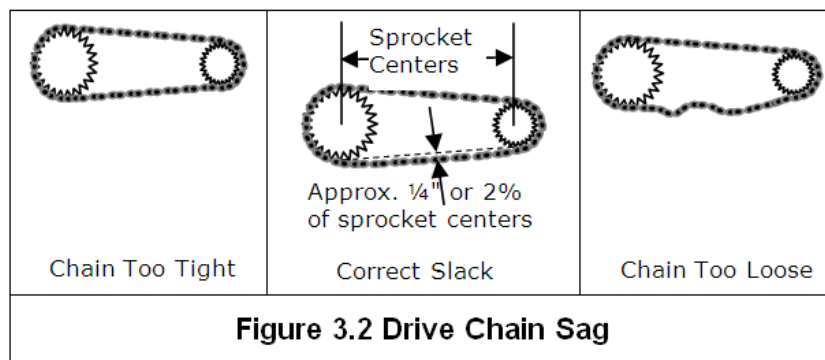 Chain Too Tight
Sprocket
Centers
Approx. ¼" or 2%
of sprocket centers
Correct Slack
Chain Too Loose
Figure 3.2 Drive Chain Sag